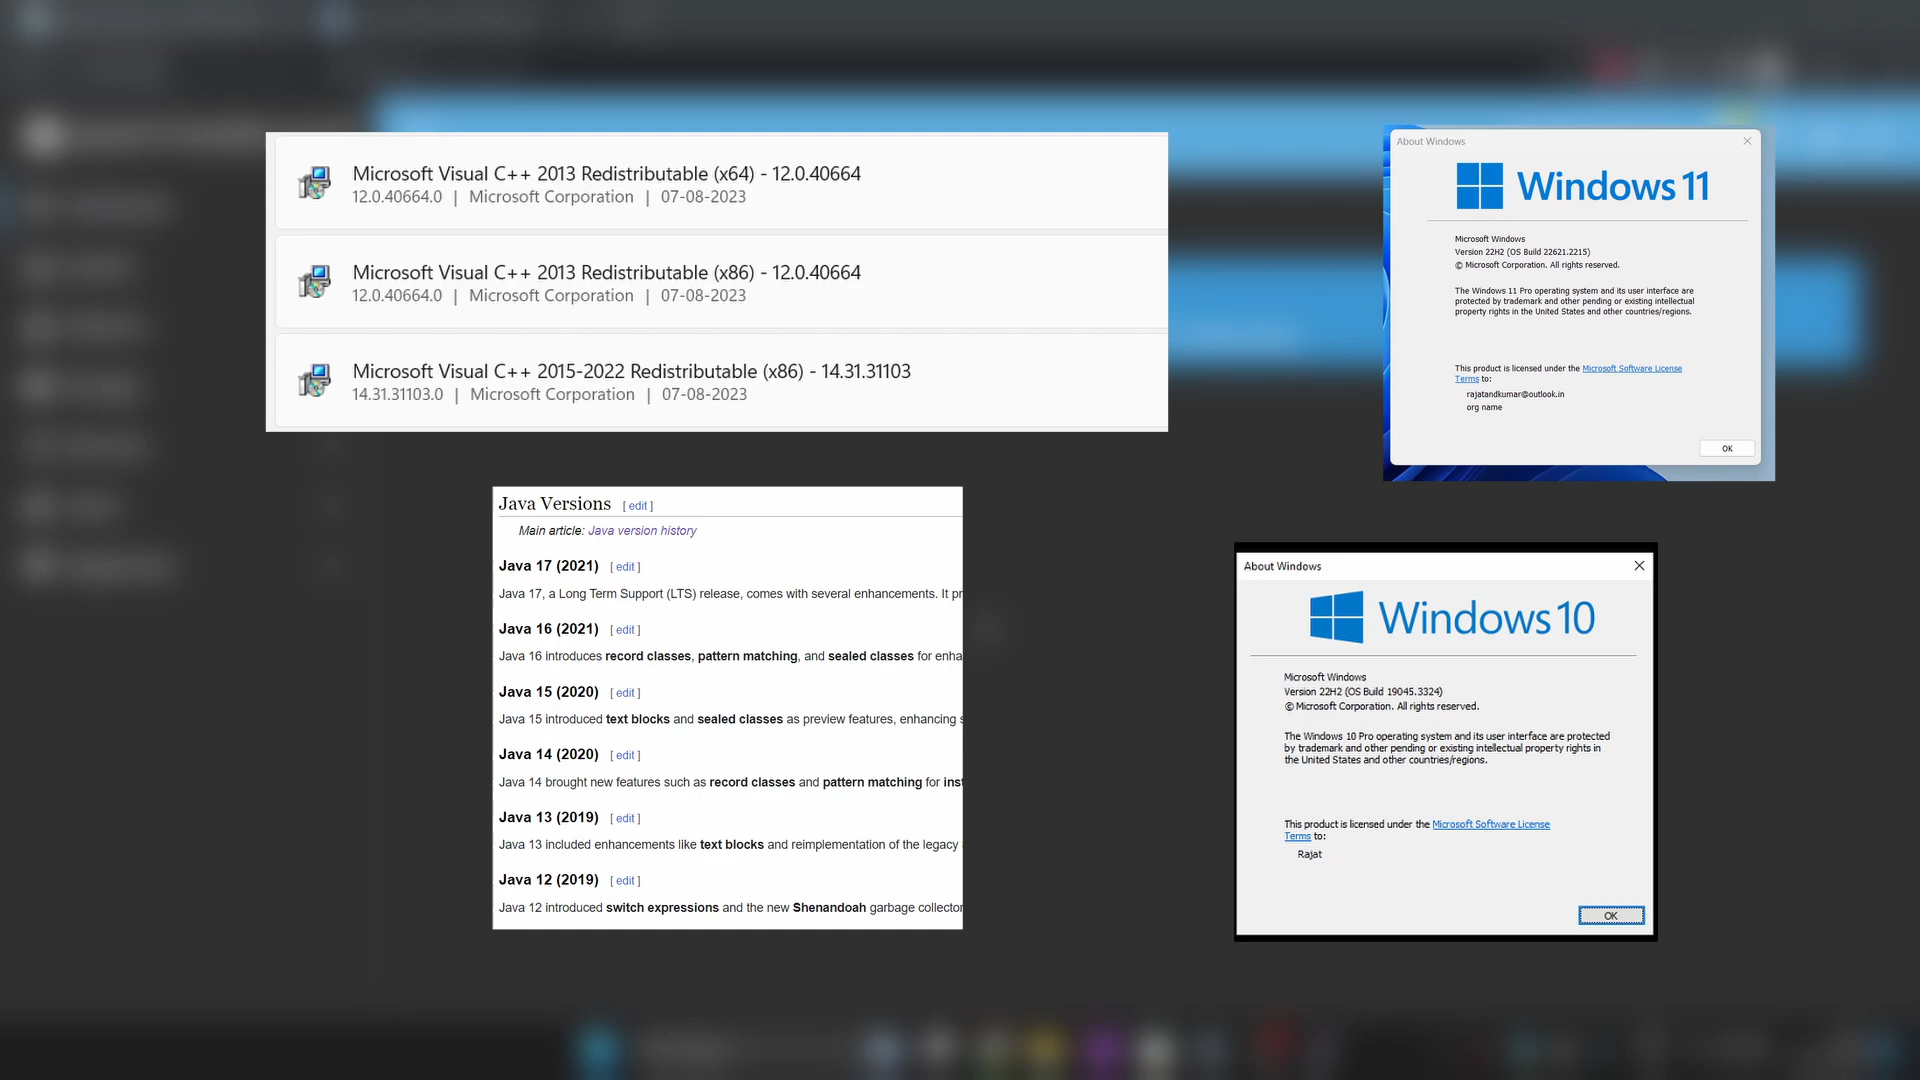 Microsoft Visual C++ 2013 Redistributable (x64) - 12.0.40664
12.0.40664.0 | Microsoft Corporation | 07-08-2023
Microsoft Visual C++ 2013 Redistributable (x86) - 12.0.40664
12.0.40664.0 | Microsoft Corporation | 07-08-2023
Microsoft Visual C++ 2015-2022 Redistributable (x86) - 14.31.31103
14.31.31103.0 | Microsoft Corporation | 07-08-2023
About Windows
Windows 11
Microsoft Windows
Version 22H2 (OS Build 22621.2215)
© Microsoft Corporation. All rights reserved.
The Windows 11 Pro operating system and its user interface are
protected by trademark and other pending or existing intellectual
property rights in the United States and other countries/regions.
This product is licensed under the Microsoft Software License
Terms to:
rajatandkumar@outlook.in
org name
OK
Java Versions [ edit ]
Main article: Java version history
Java 17 (2021) [ edit ]
Java 17, a Long Term Support (LTS) release, comes with several enhancements. It pr
Java 16 (2021) [ edit ]
Java 16 introduces record classes, pattern matching, and sealed classes for enha
Java 15 (2020) [ edit ]
Java 15 introduced text blocks and sealed classes as preview features, enhancing s
Java 14 (2020) [ edit ]
Java 14 brought new features such as record classes and pattern matching for inst
Java 13 (2019) [ edit ]
Java 13 included enhancements like text blocks and reimplementation of the legacy
Java 12 (2019) [ edit ]
Java 12 introduced switch expressions and the new Shenandoah garbage collector
About Windows
Windows 10
Microsoft Windows
Version 22H2 (OS Build 19045.3324)
© Microsoft Corporation. All rights reserved.
The Windows 10 Pro operating system and its user interface are protected
by trademark and other pending or existing intellectual property rights in
the United States and other countries/regions.
This product is licensed under the Microsoft Software License
Terms to:
Rajat
OK